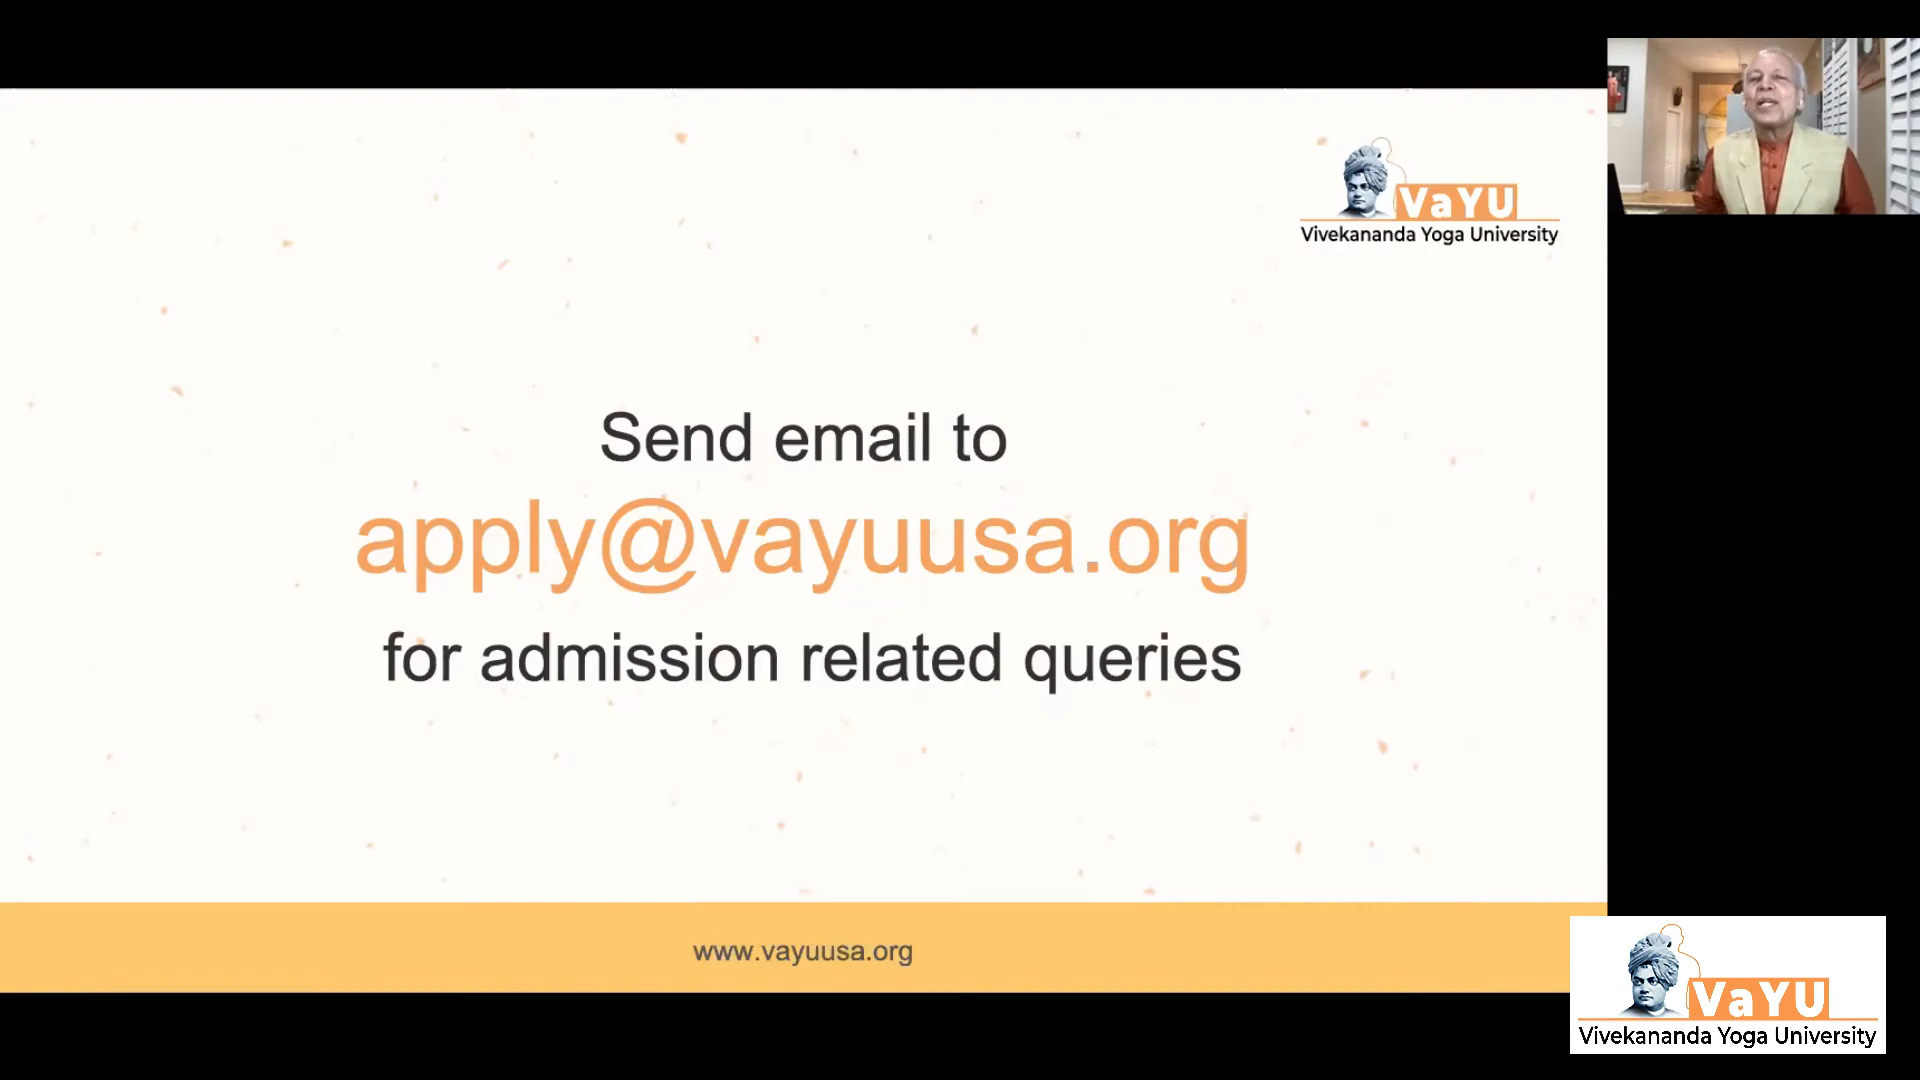 VaYU
Vivekananda Yoga University
Send email to
apply@vayuusa.org
for admission related queries
www.vayuusa.org
VaYU
Vivekananda Yoga University